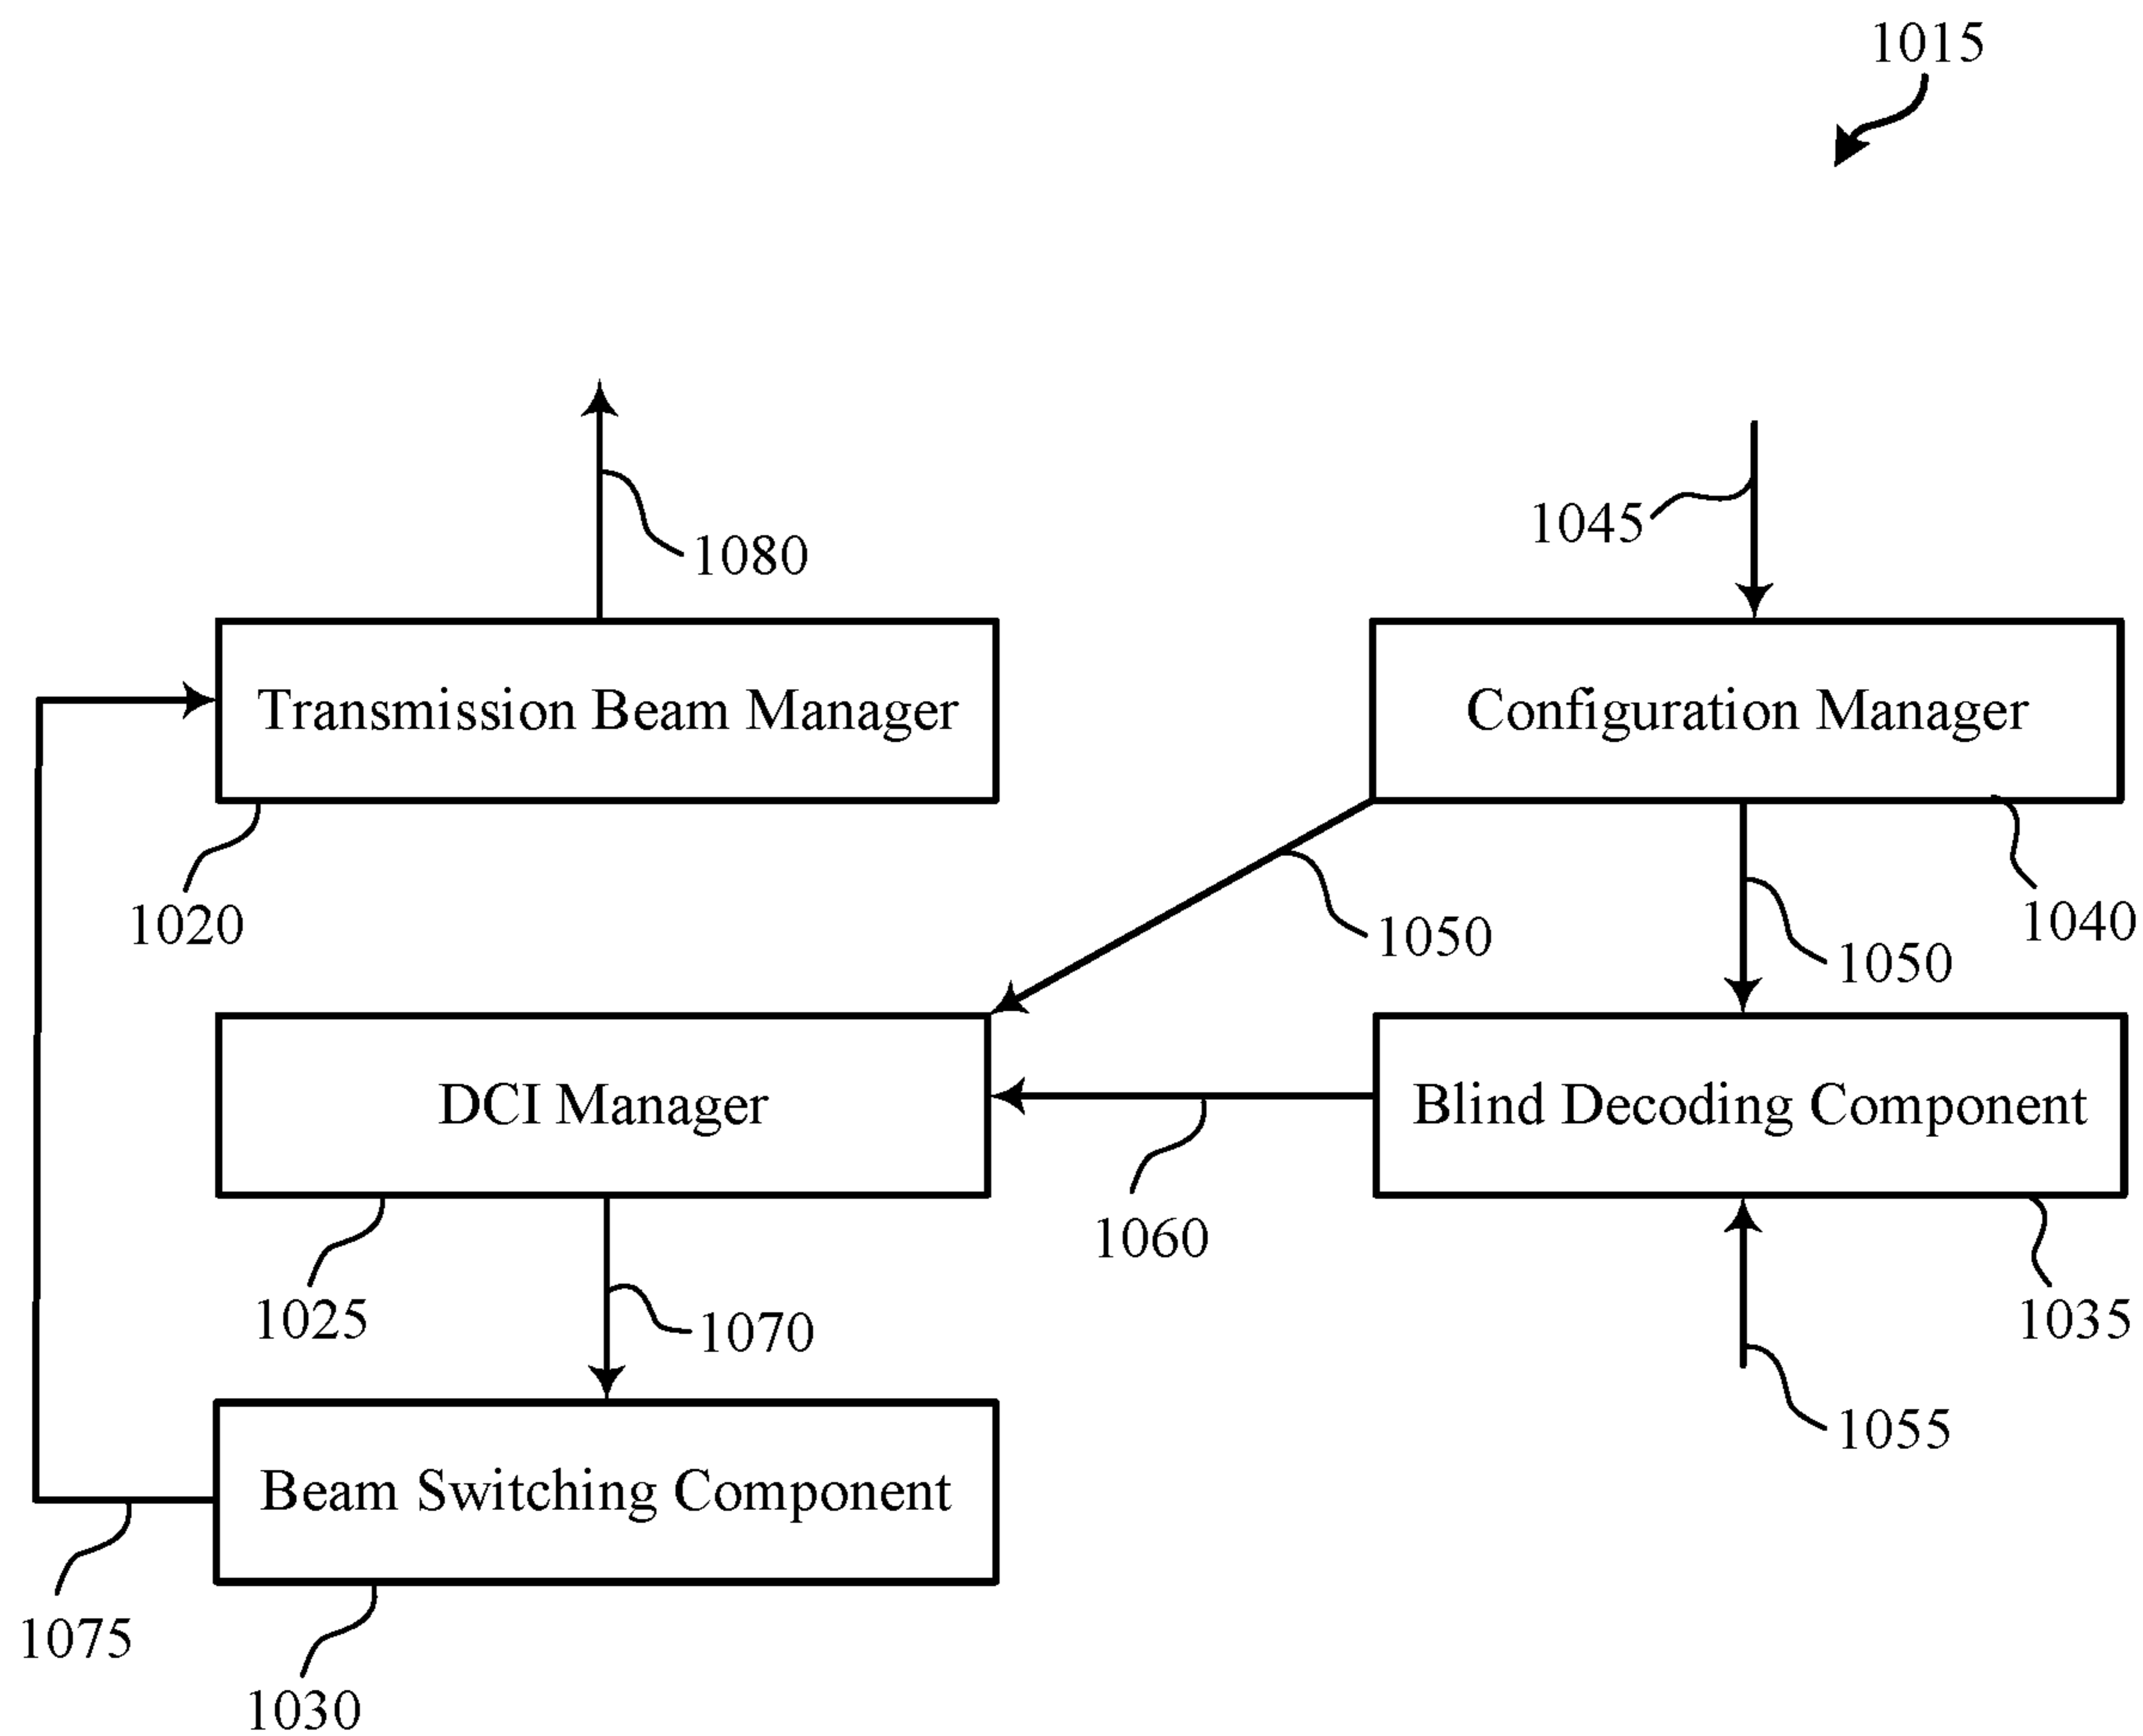 1015
1045
1080
Transmission Beam Manager
Configuration Manager
1020
1050
1050
1040
DCI Manager
Blind Decoding Component
1060
1025
1070
1035
1055
Beam Switching Component
1075
1030